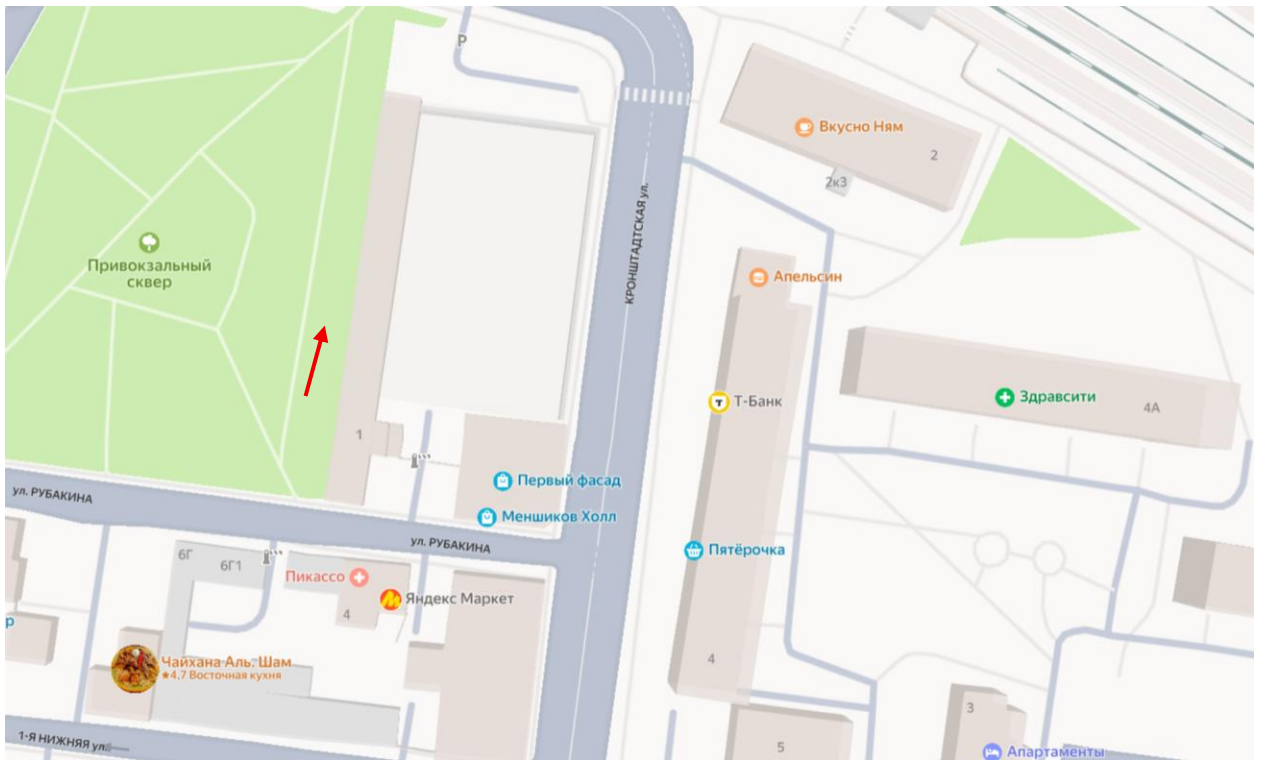 P
Вкусно Ням
2
2к3
КРОНШТАДТСКАЯ ул.
Привокзальный
сквер
Апельсин
Т
Т-Банк
Здравсити
4А
1
Первый фасад
ул. РУБАКИНА
Меншиков Холл
ул. РУБАКИНА
6Г
6Г1
Пикассо
Пятёрочка
Яндекс Маркет
4
р
Чайхана Аль. Шам
★4,7 Восточная кухня
4
3
1-Я НИЖНЯЯ ул.
5
Апартаменты